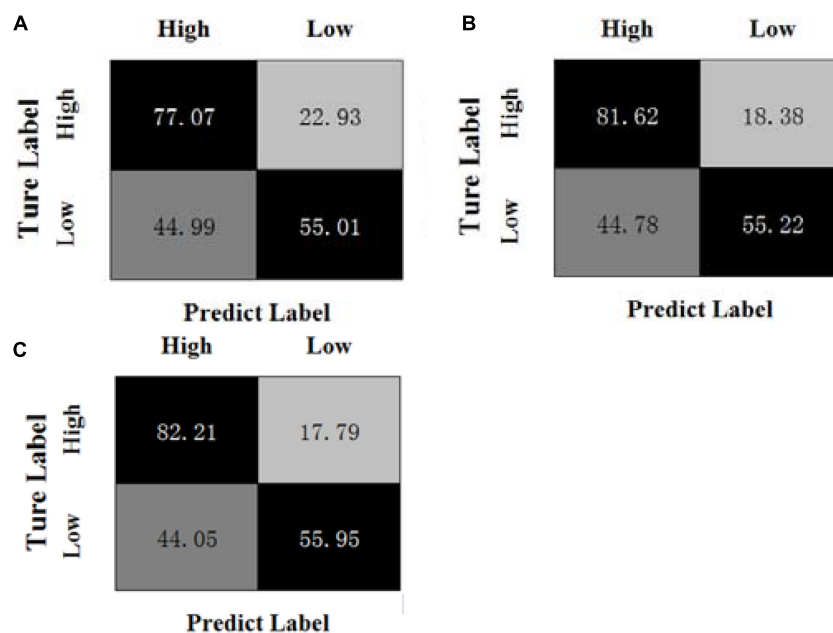 A
High Low
Ture Label
High
77.07 22.93
Low
44.99 55.01
Predict Label
B
High Low
Ture Label
High
81.62 18.38
Low
44.78 55.22
Predict Label
C
High Low
Ture Label
High
82.21 17.79
Low
44.05 55.95
Predict Label